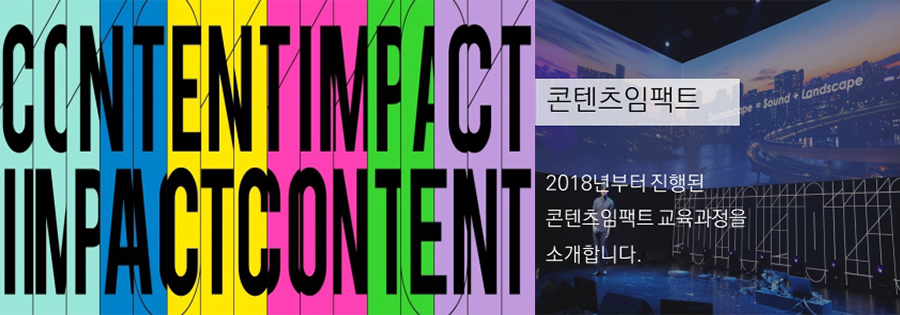 CONTENTIMPACT
IMPACTCONTENT
콘텐츠임팩트
Soundscape = Sound + Landscape
2018년부터 진행된
콘텐츠임팩트 교육과정을
소개합니다.